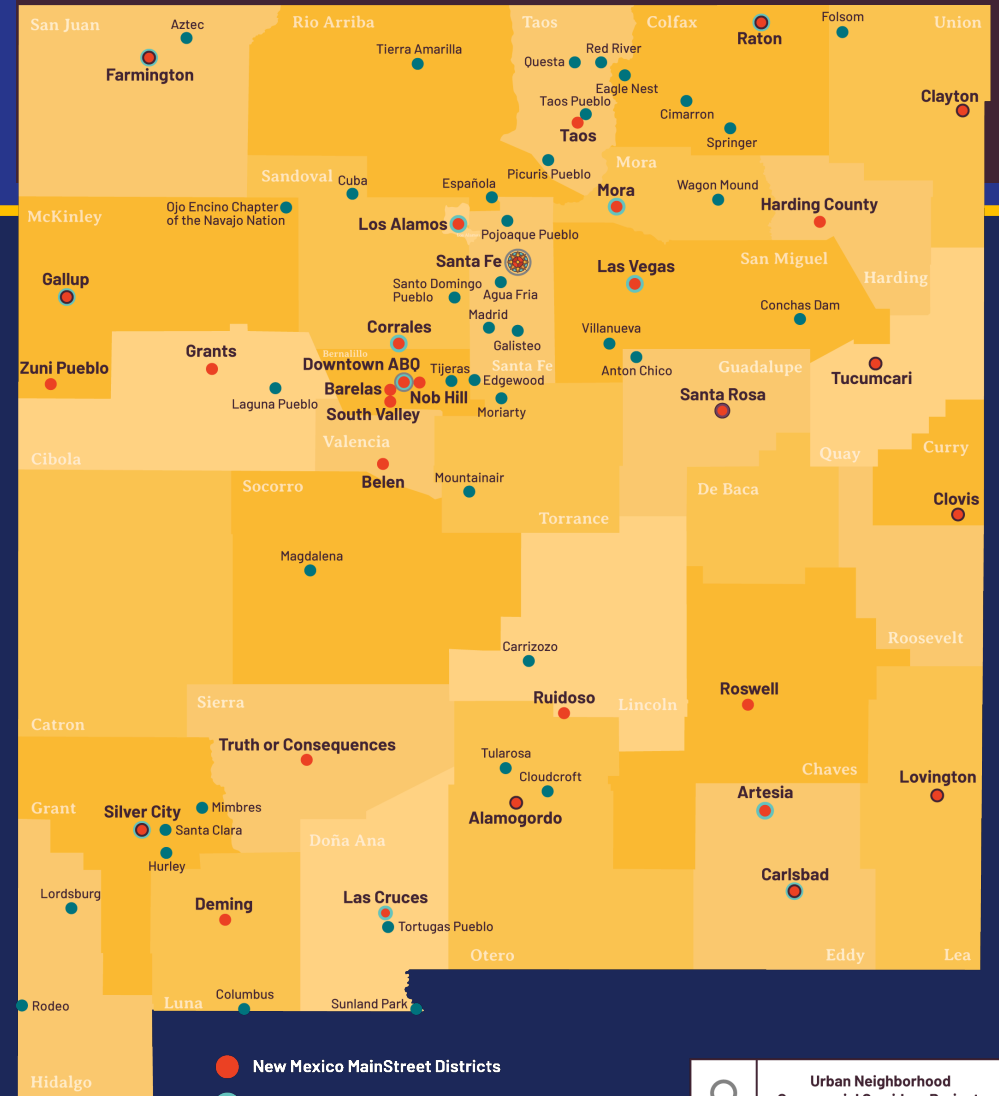 San Juan
Aztec
Farmington
Rio Arriba
Tierra Amarilla
Taos
Questa
Red River
Eagle Nest
Taos Pueblo
Taos
Picuris Pueblo
Colfax
Raton
Cimarron
Springer
Folsom
Union
Clayton
McKinley
Ojo Encino Chapter
of the Navajo Nation
Gallup
Zuni Pueblo
Sandoval
Cuba
Española
Los Alamos
Pojoaque Pueblo
Santa Fe
Santo Domingo
Pueblo
Agua Fria
Madrid
Galisteo
Santa Fe
Mora
Mora
Wagon Mound
Harding County
Harding
Las Vegas
San Miguel
Conchas Dam
Villanueva
Anton Chico
Guadalupe
Santa Rosa
Tucumcari
Quay
Curry
Clovis
Corrales
Bernalillo
Downtown ABQ
Barelas
Nob Hill
South Valley
Tijeras
Edgewood
Moriarty
Grants
Laguna Pueblo
Cibola
Valencia
Belen
Mountainair
Torrance
De Baca
Socorro
Magdalena
Carrizozo
Roosevelt
Catron
Sierra
Truth or Consequences
Ruidoso
Lincoln
Roswell
Chaves
Tularosa
Cloudcroft
Alamogordo
Artesia
Lovington
Grant
Silver City
Mimbres
Santa Clara
Hurley
Doña Ana
Carlsbad
Lordsburg
Deming
Las Cruces
Tortugas Pueblo
Otero
Eddy
Lea
Rodeo
Luna
Columbus
Sunland Park
Hidalgo
New Mexico MainStreet Districts
Urban Neighborhood